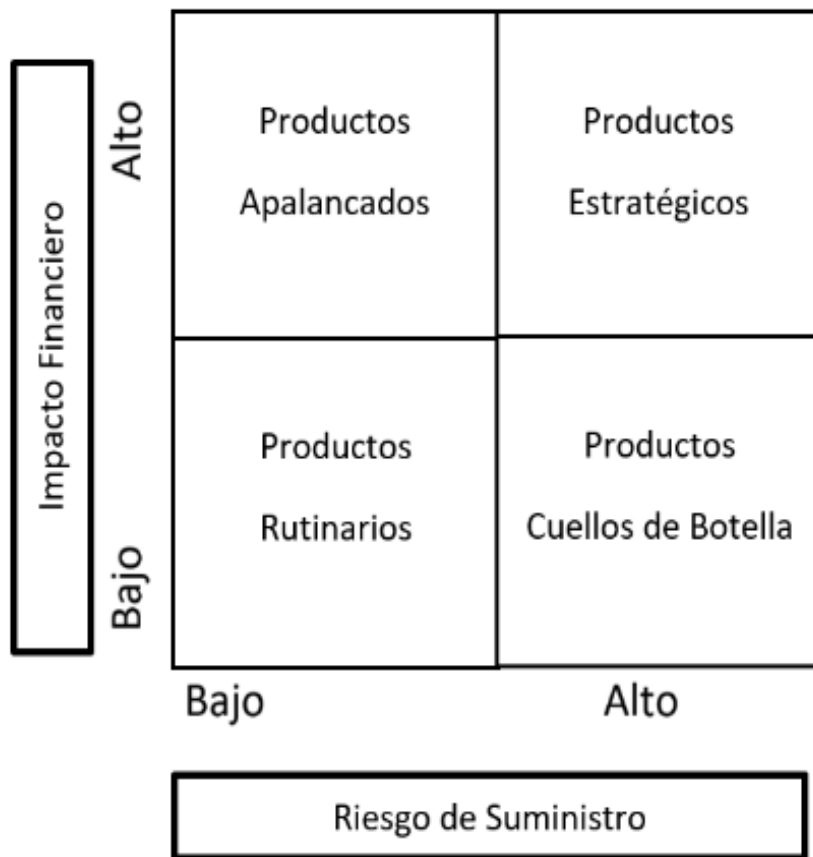 Impacto Financiero
Alto
Bajo
Productos
Apalancados
Productos
Estratégicos
Productos
Rutinarios
Productos
Cuellos de Botella
Bajo
Alto
Riesgo de Suministro